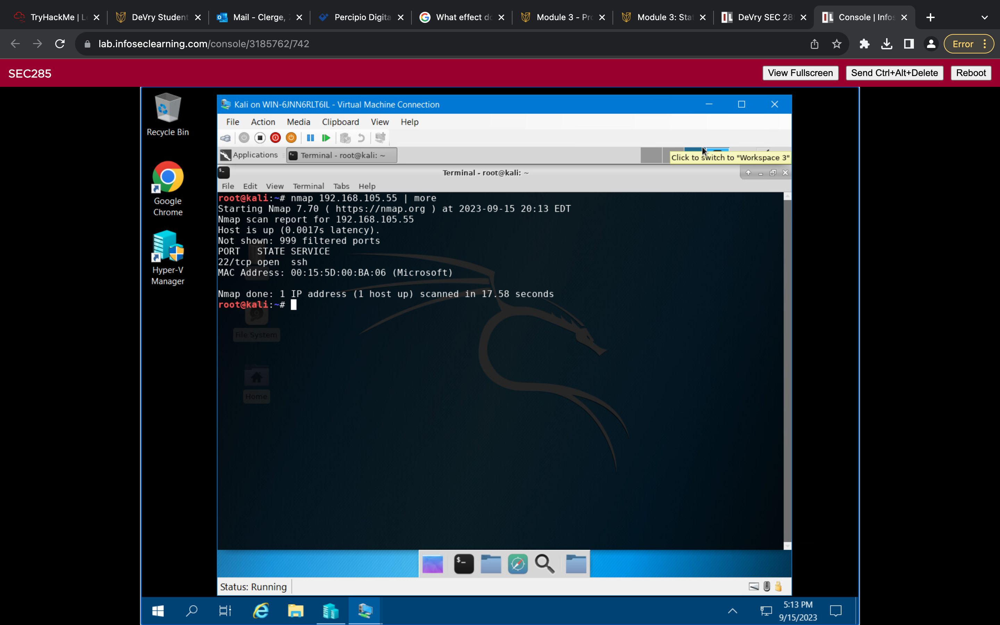 TryHackMe | L
DeVry Student
Mail - Clerge,
Percipio Digita
What effect do
Module 3 - Pro
Module 3: Stat
DeVry SEC 28
Console | Infos
lab.infoseclearning.com/console/3185762/742
Error
SEC285
View Fullscreen
Send Ctrl+Alt+Delete
Reboot
Recycle Bin
Google
Chrome
Hyper-V
Manager
Kali on WIN-6JNN6RLT6IL - Virtual Machine Connection
File Action Media Clipboard View Help
Applications
Terminal - root@kali: ~
Click to switch to "Workspace 3"
Terminal - root@kali: ~
File Edit View Terminal Tabs Help
root@kali:~# nmap 192.168.105.55 | more
Starting Nmap 7.70 ( https://nmap.org ) at 2023-09-15 20:13 EDT
Nmap scan report for 192.168.105.55
Host is up (0.0017s latency).
Not shown: 999 filtered ports
PORT   STATE SERVICE
22/tcp open  ssh
MAC Address: 00:15:5D:00:BA:06 (Microsoft)
Nmap done: 1 IP address (1 host up) scanned in 17.58 seconds
root@kali:~#
File System
Home
Status: Running
5:13 PM
9/15/2023